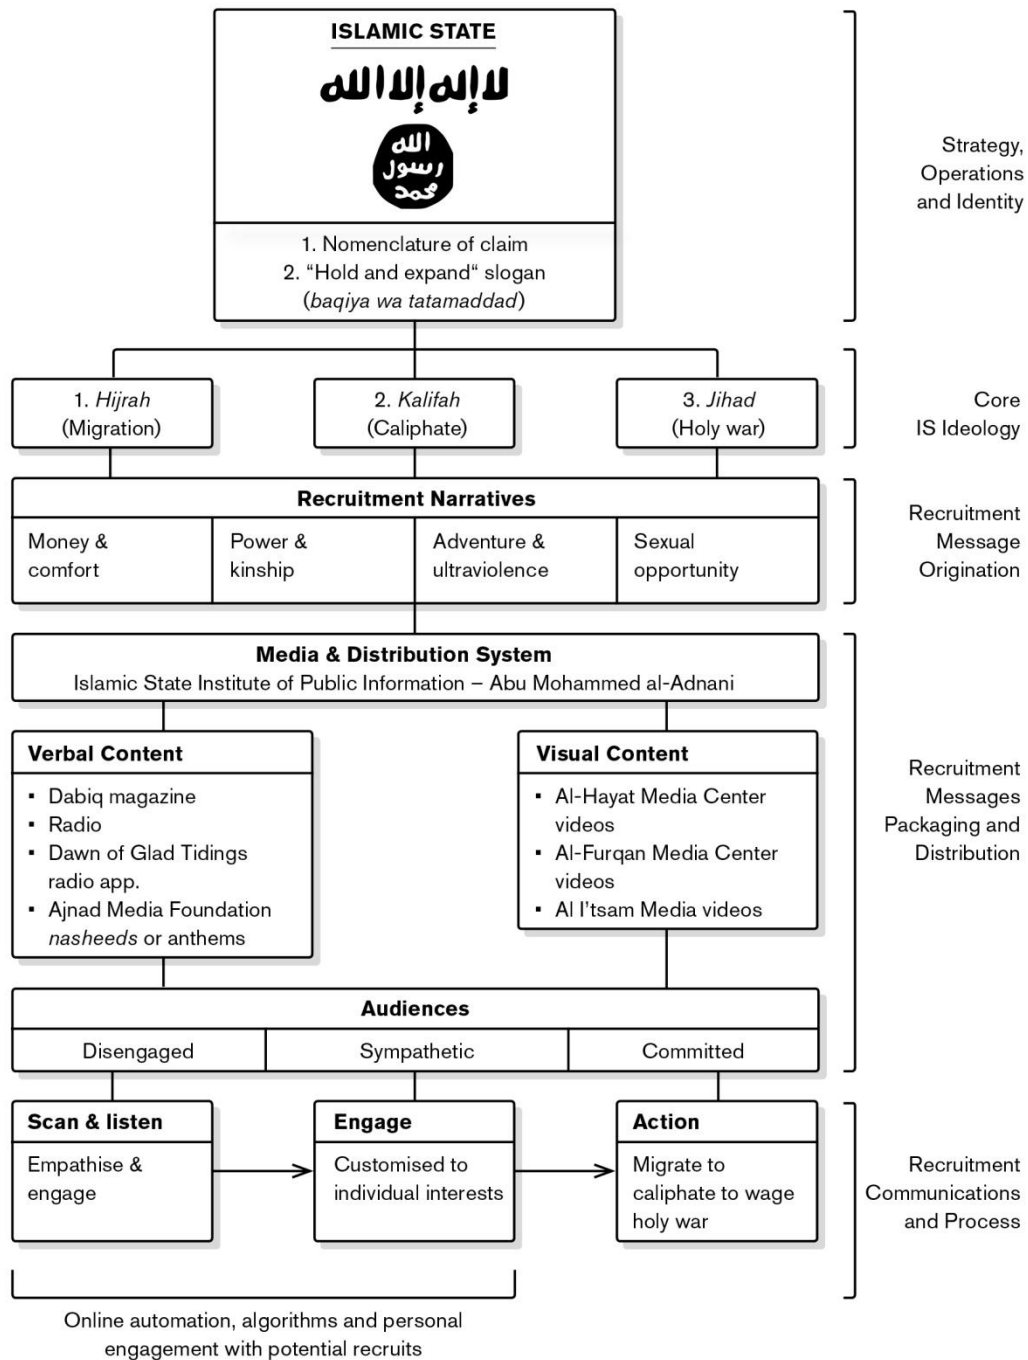 ISLAMIC STATE
لا إله إلا الله
الله
رسول
محمد
1. Nomenclature of claim
2. “Hold and expand“ slogan
(baqiya wa tatamaddad)
Strategy,
Operations
and Identity
1. Hijrah
(Migration)
2. Kalifah
(Caliphate)
3. Jihad
(Holy war)
Core
IS Ideology
Recruitment Narratives
Money &
comfort
Power &
kinship
Adventure &
ultraviolence
Sexual
opportunity
Recruitment
Message
Origination
Media & Distribution System
Islamic State Institute of Public Information – Abu Mohammed al-Adnani
Verbal Content
▪ Dabiq magazine
▪ Radio
▪ Dawn of Glad Tidings
radio app.
▪ Ajnad Media Foundation
nasheeds or anthems
Visual Content
▪ Al-Hayat Media Center
videos
▪ Al-Furqan Media Center
videos
▪ Al I’tsam Media videos
Recruitment
Messages
Packaging and
Distribution
Audiences
Disengaged
Sympathetic
Committed
Scan & listen
Empathise &
engage
Engage
Customised to
individual interests
Action
Migrate to
caliphate to wage
holy war
Recruitment
Communications
and Process
Online automation, algorithms and personal
engagement with potential recruits